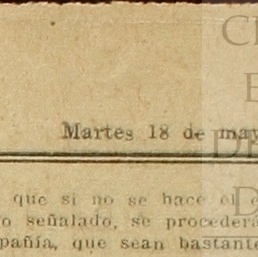 Martes 18 de may
que si no se hace el
o señalado, se procederá
pañía, que sean bastante